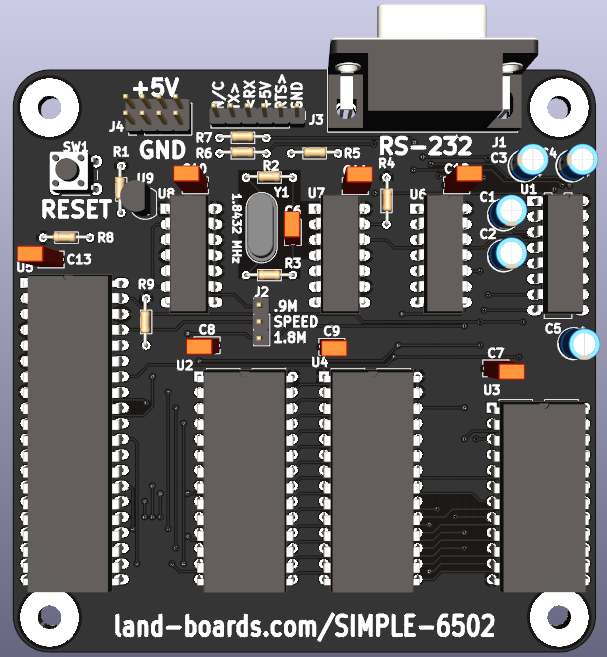 +5V
N/C
TX>
<RX
+5V
RTS>
GND
J4
J3
GND
RS-232
J1
SW1
R1
R7
R6
R5
R2
R4
C3
C4
U9
U8
Y1
U7
U6
U1
1.8432 MHz
C6
C1
C2
RESET
R8
R3
U5
C13
R9
J2
.9M
SPEED
1.8M
C8
C9
C5
U2
U4
C7
U3
land-boards.com/SIMPLE-6502